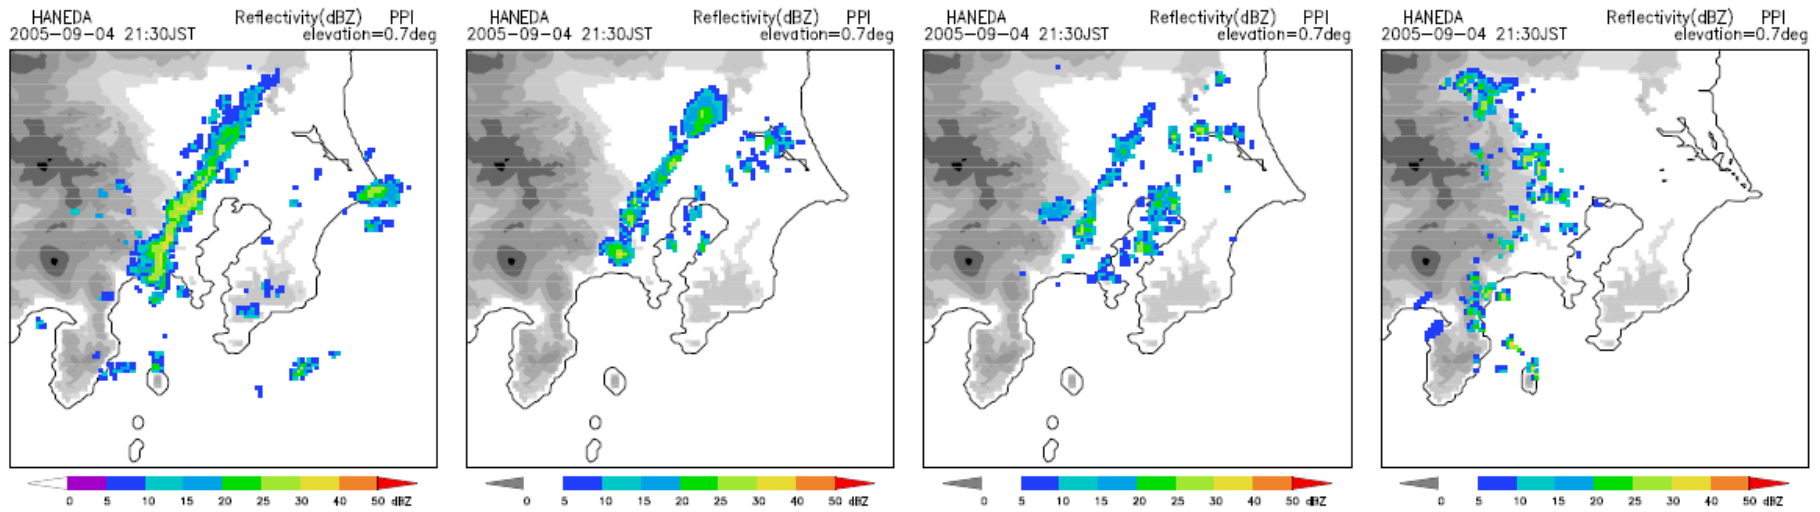 HANEDA Reflectivity(dBZ) PPI
2005-09-04 21:30JST elevation=0.7deg
0 5 10 15 20 25 30 40 50 dBZ
HANEDA Reflectivity(dBZ) PPI
2005-09-04 21:30JST elevation=0.7deg
0 5 10 15 20 25 30 40 50 dBZ
HANEDA Reflectivity(dBZ) PPI
2005-09-04 21:30JST elevation=0.7deg
0 5 10 15 20 25 30 40 50 dBZ
HANEDA Reflectivity(dBZ) PPI
2005-09-04 21:30JST elevation=0.7deg
0 5 10 15 20 25 30 40 50 dBZ